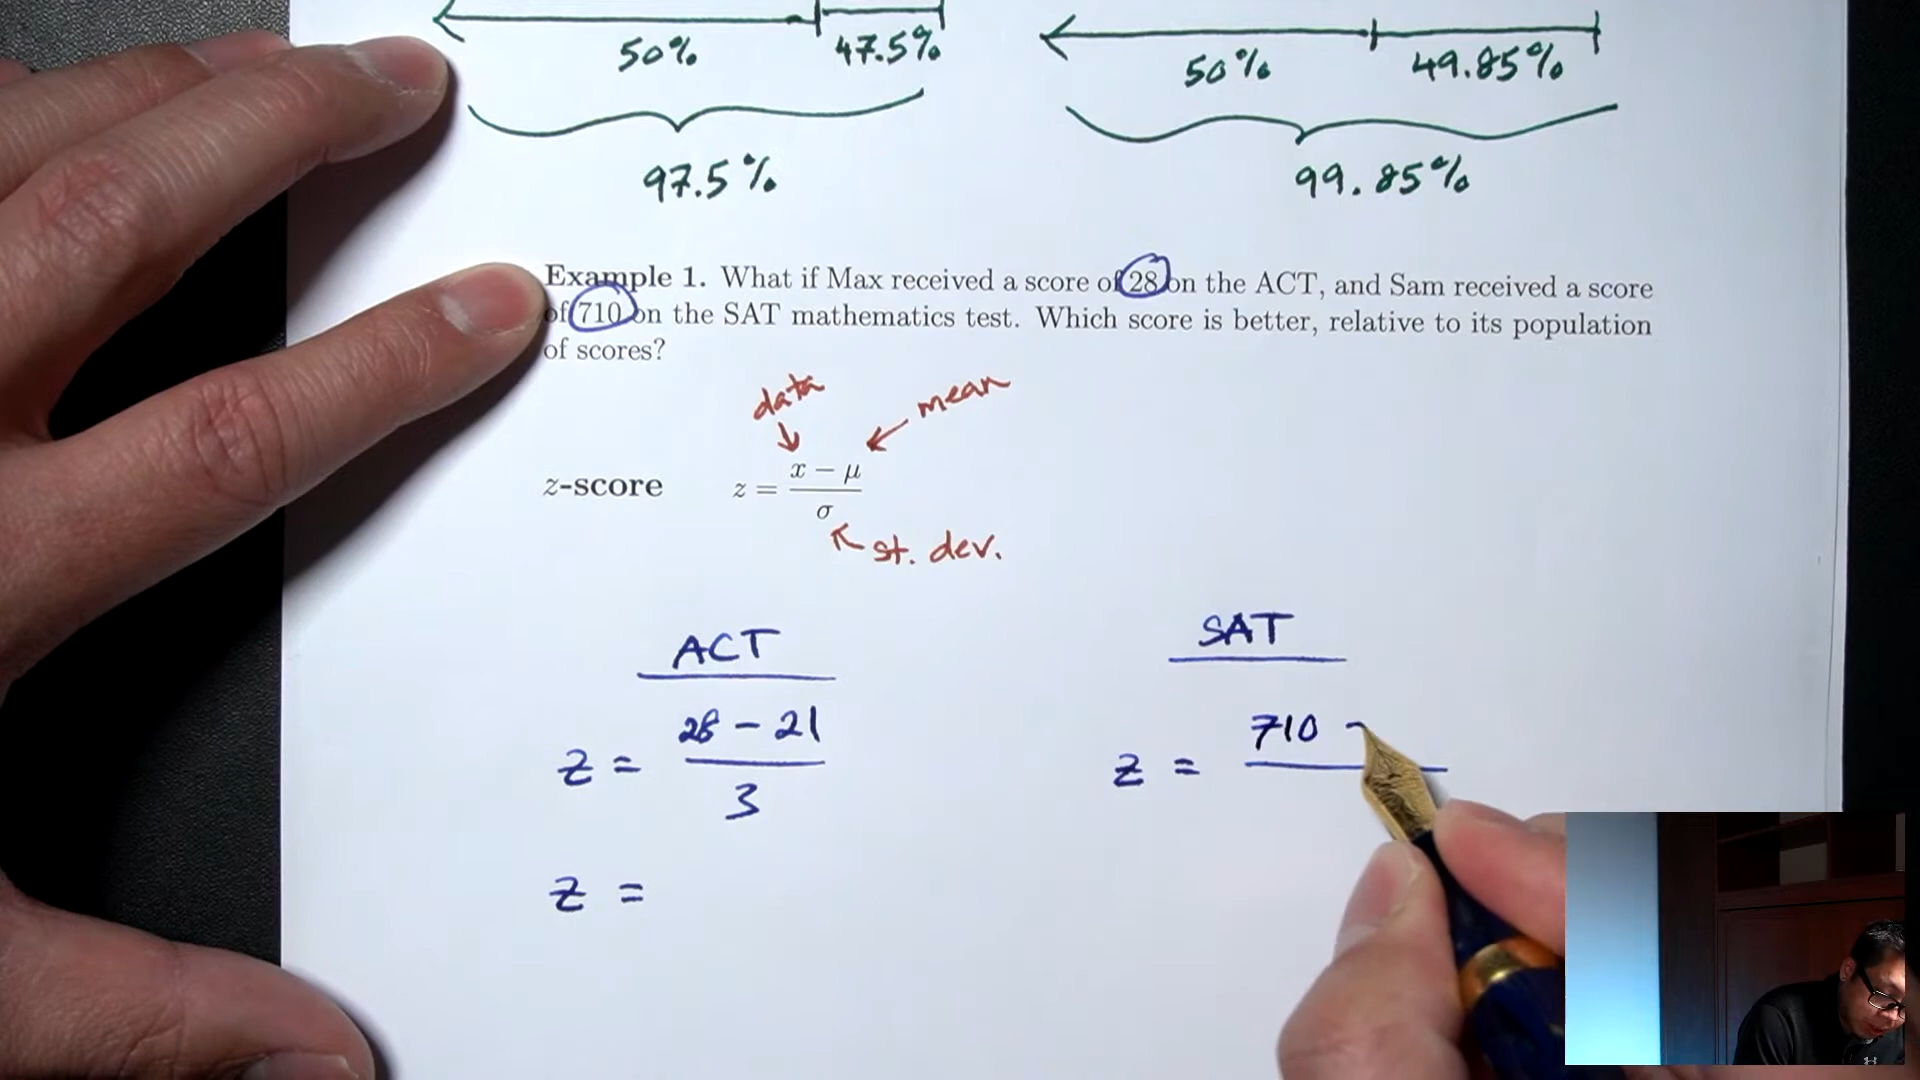 50% 47.5% 50% 49.85%
97.5% 99.85%
Example 1. What if Max received a score of 28 on the ACT, and Sam received a score
of 710 on the SAT mathematics test. Which score is better, relative to its population
of scores?
data mean
z-score z = x − μ / σ
st. dev.
ACT SAT
z = 28 − 21 / 3 z = 710 −
z =